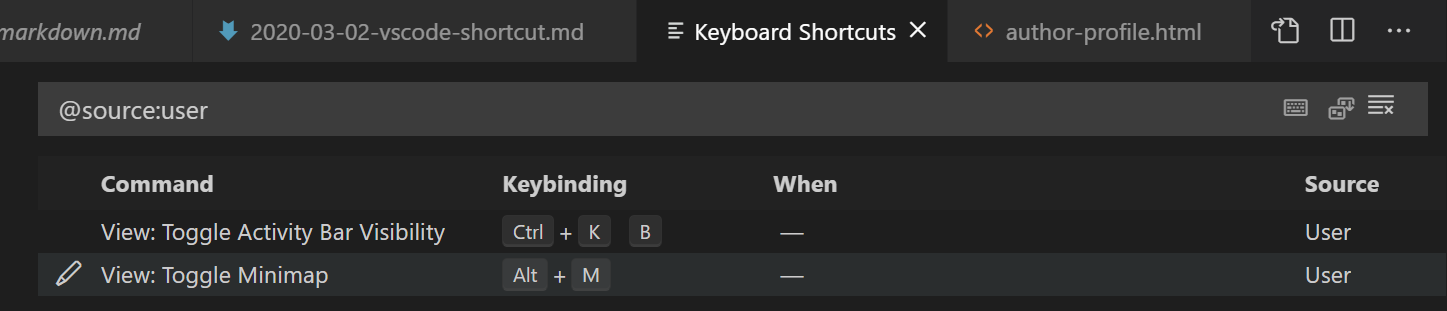 markdown.md 2020-03-02-vscode-shortcut.md Keyboard Shortcuts author-profile.html
@source:user
Command Keybinding When Source
View: Toggle Activity Bar Visibility Ctrl + K B — User
View: Toggle Minimap Alt + M — User